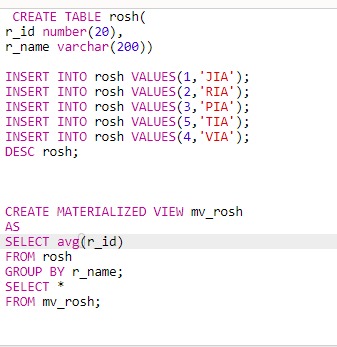 CREATE TABLE rosh(
r_id number(20),
r_name varchar(200))
INSERT INTO rosh VALUES(1,'JIA');
INSERT INTO rosh VALUES(2,'RIA');
INSERT INTO rosh VALUES(3,'PIA');
INSERT INTO rosh VALUES(5,'TIA');
INSERT INTO rosh VALUES(4,'VIA');
DESC rosh;
CREATE MATERIALIZED VIEW mv_rosh
AS
SELECT avg(r_id)
FROM rosh
GROUP BY r_name;
SELECT *
FROM mv_rosh;